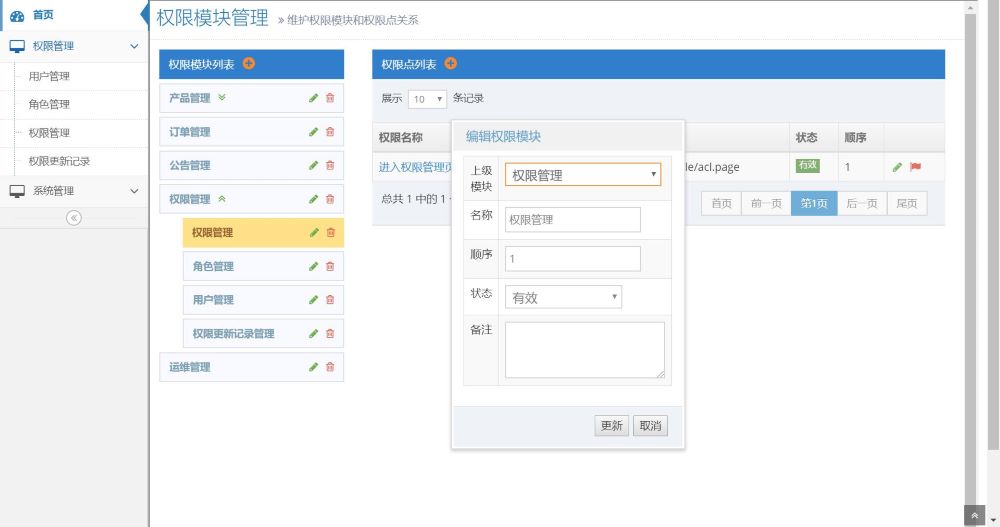 首页
权限管理
用户管理
角色管理
权限管理
权限更新记录
系统管理
权限模块管理 » 维护权限模块和权限点关系
权限模块列表
产品管理
订单管理
公告管理
权限管理
权限管理
角色管理
用户管理
权限更新记录管理
运维管理
权限点列表
展示 10 条记录
权限名称 状态 顺序
进入权限管理页 le/acl.page 有效 1
总共 1 中的 1
首页 前一页 第1页 后一页 尾页
编辑权限模块
上级模块 权限管理
名称 权限管理
顺序 1
状态 有效
备注
更新 取消